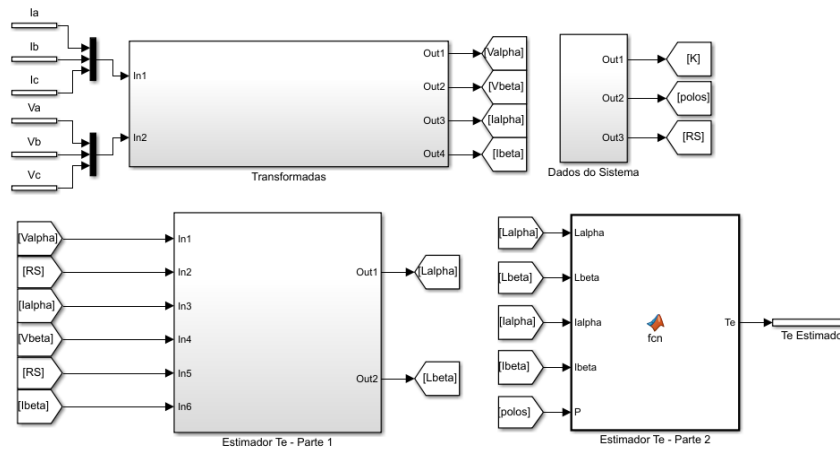 Ia
Ib
Ic
Va
Vb
Vc
In1
In2
Out1
Out2
Out3
Out4
[Valpha]
[Vbeta]
[Ialpha]
[Ibeta]
Transformadas
Out1
Out2
Out3
[K]
[polos]
[RS]
Dados do Sistema
[Valpha]
[RS]
[Ialpha]
[Vbeta]
[RS]
[Ibeta]
In1
In2
In3
In4
In5
In6
Out1
Out2
[Lalpha]
[Lbeta]
Estimador Te - Parte 1
[Lalpha]
[Lbeta]
[Ialpha]
[Ibeta]
[polos]
Lalpha
Lbeta
Ialpha
Ibeta
P
fcn
Te
Te Estimado
Estimador Te - Parte 2